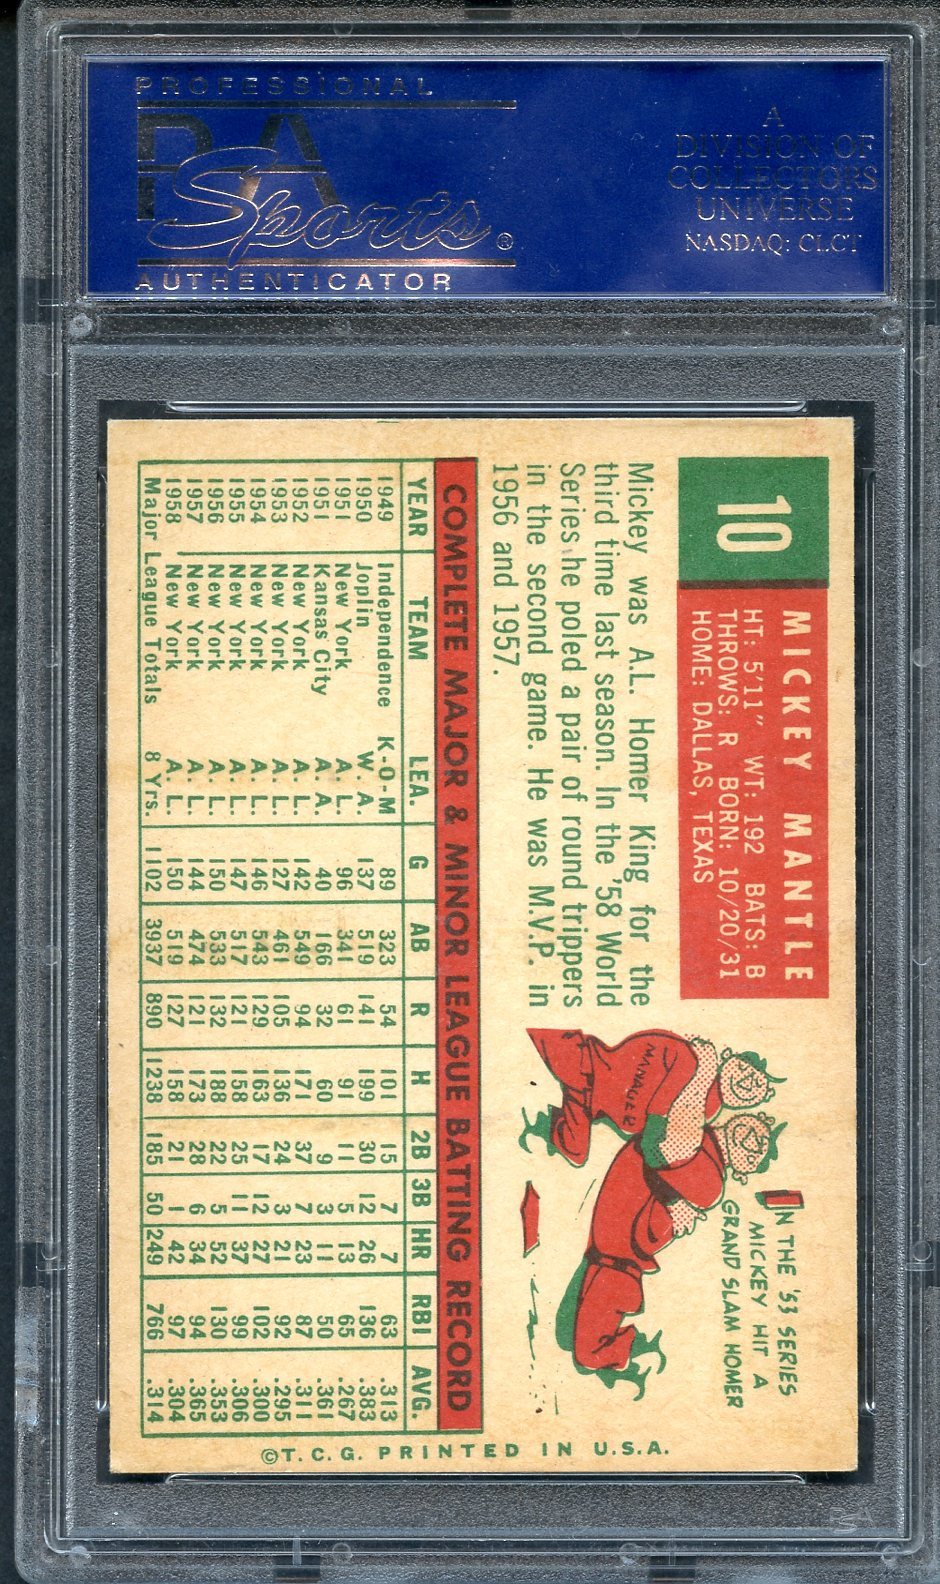 PROFESSIONAL
PSA
Sports®
AUTHENTICATOR
A
DIVISION OF
COLLECTORS
UNIVERSE
NASDAQ: CLCT
10
MICKEY MANTLE
HT: 5'11" WT: 192 BATS: B
THROWS: R BORN: 10/20/31
HOME: DALLAS, TEXAS
Mickey was A.L. Home King for the
third time last season. In the '58 World
Series he poled a pair of round trippers
in the second game. He was M.V.P. in
1956 and 1957.
MANAGER
IN THE '53 SERIES
MICKEY HIT A
GRAND SLAM HOMER
COMPLETE MAJOR & MINOR LEAGUE BATTING RECORD
YEAR TEAM LEA. G AB R H 2B 3B HR RBI AVG.
1949 Independence K-O-M 89 323 54 101 15 7 7 63 .313
1950 Joplin W. A. 137 519 141 199 30 12 26 136 .383
1951 New York A. L. 96 341 61 91 11 5 13 65 .267
1951 Kansas City A. A. 40 166 32 60 9 3 11 50 .361
1952 New York A. L. 142 549 94 171 37 7 23 87 .311
1953 New York A. L. 127 461 105 136 24 3 21 92 .295
1954 New York A. L. 146 543 129 163 17 12 27 102 .300
1955 New York A. L. 147 517 121 158 25 11 37 99 .306
1956 New York A. L. 150 533 132 188 22 5 52 130 .353
1957 New York A. L. 144 474 121 173 28 6 34 94 .365
1958 New York A. L. 150 519 127 158 21 1 42 97 .304
Major League Totals 8 Yrs. 1102 3937 890 1238 185 50 249 766 .314
©T.C.G. PRINTED IN U.S.A.
PSA